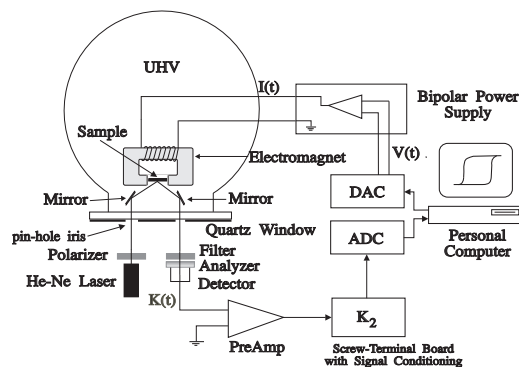 UHV
I(t)
Bipolar Power
Supply
Sample
Electromagnet
V(t)
Mirror
Mirror
DAC
pin-hole iris
Quartz Window
ADC
Personal
Computer
Polarizer
Filter
Analyzer
He-Ne Laser
Detector
K(t)
K2
PreAmp
Screw-Terminal Board
with Signal Conditioning